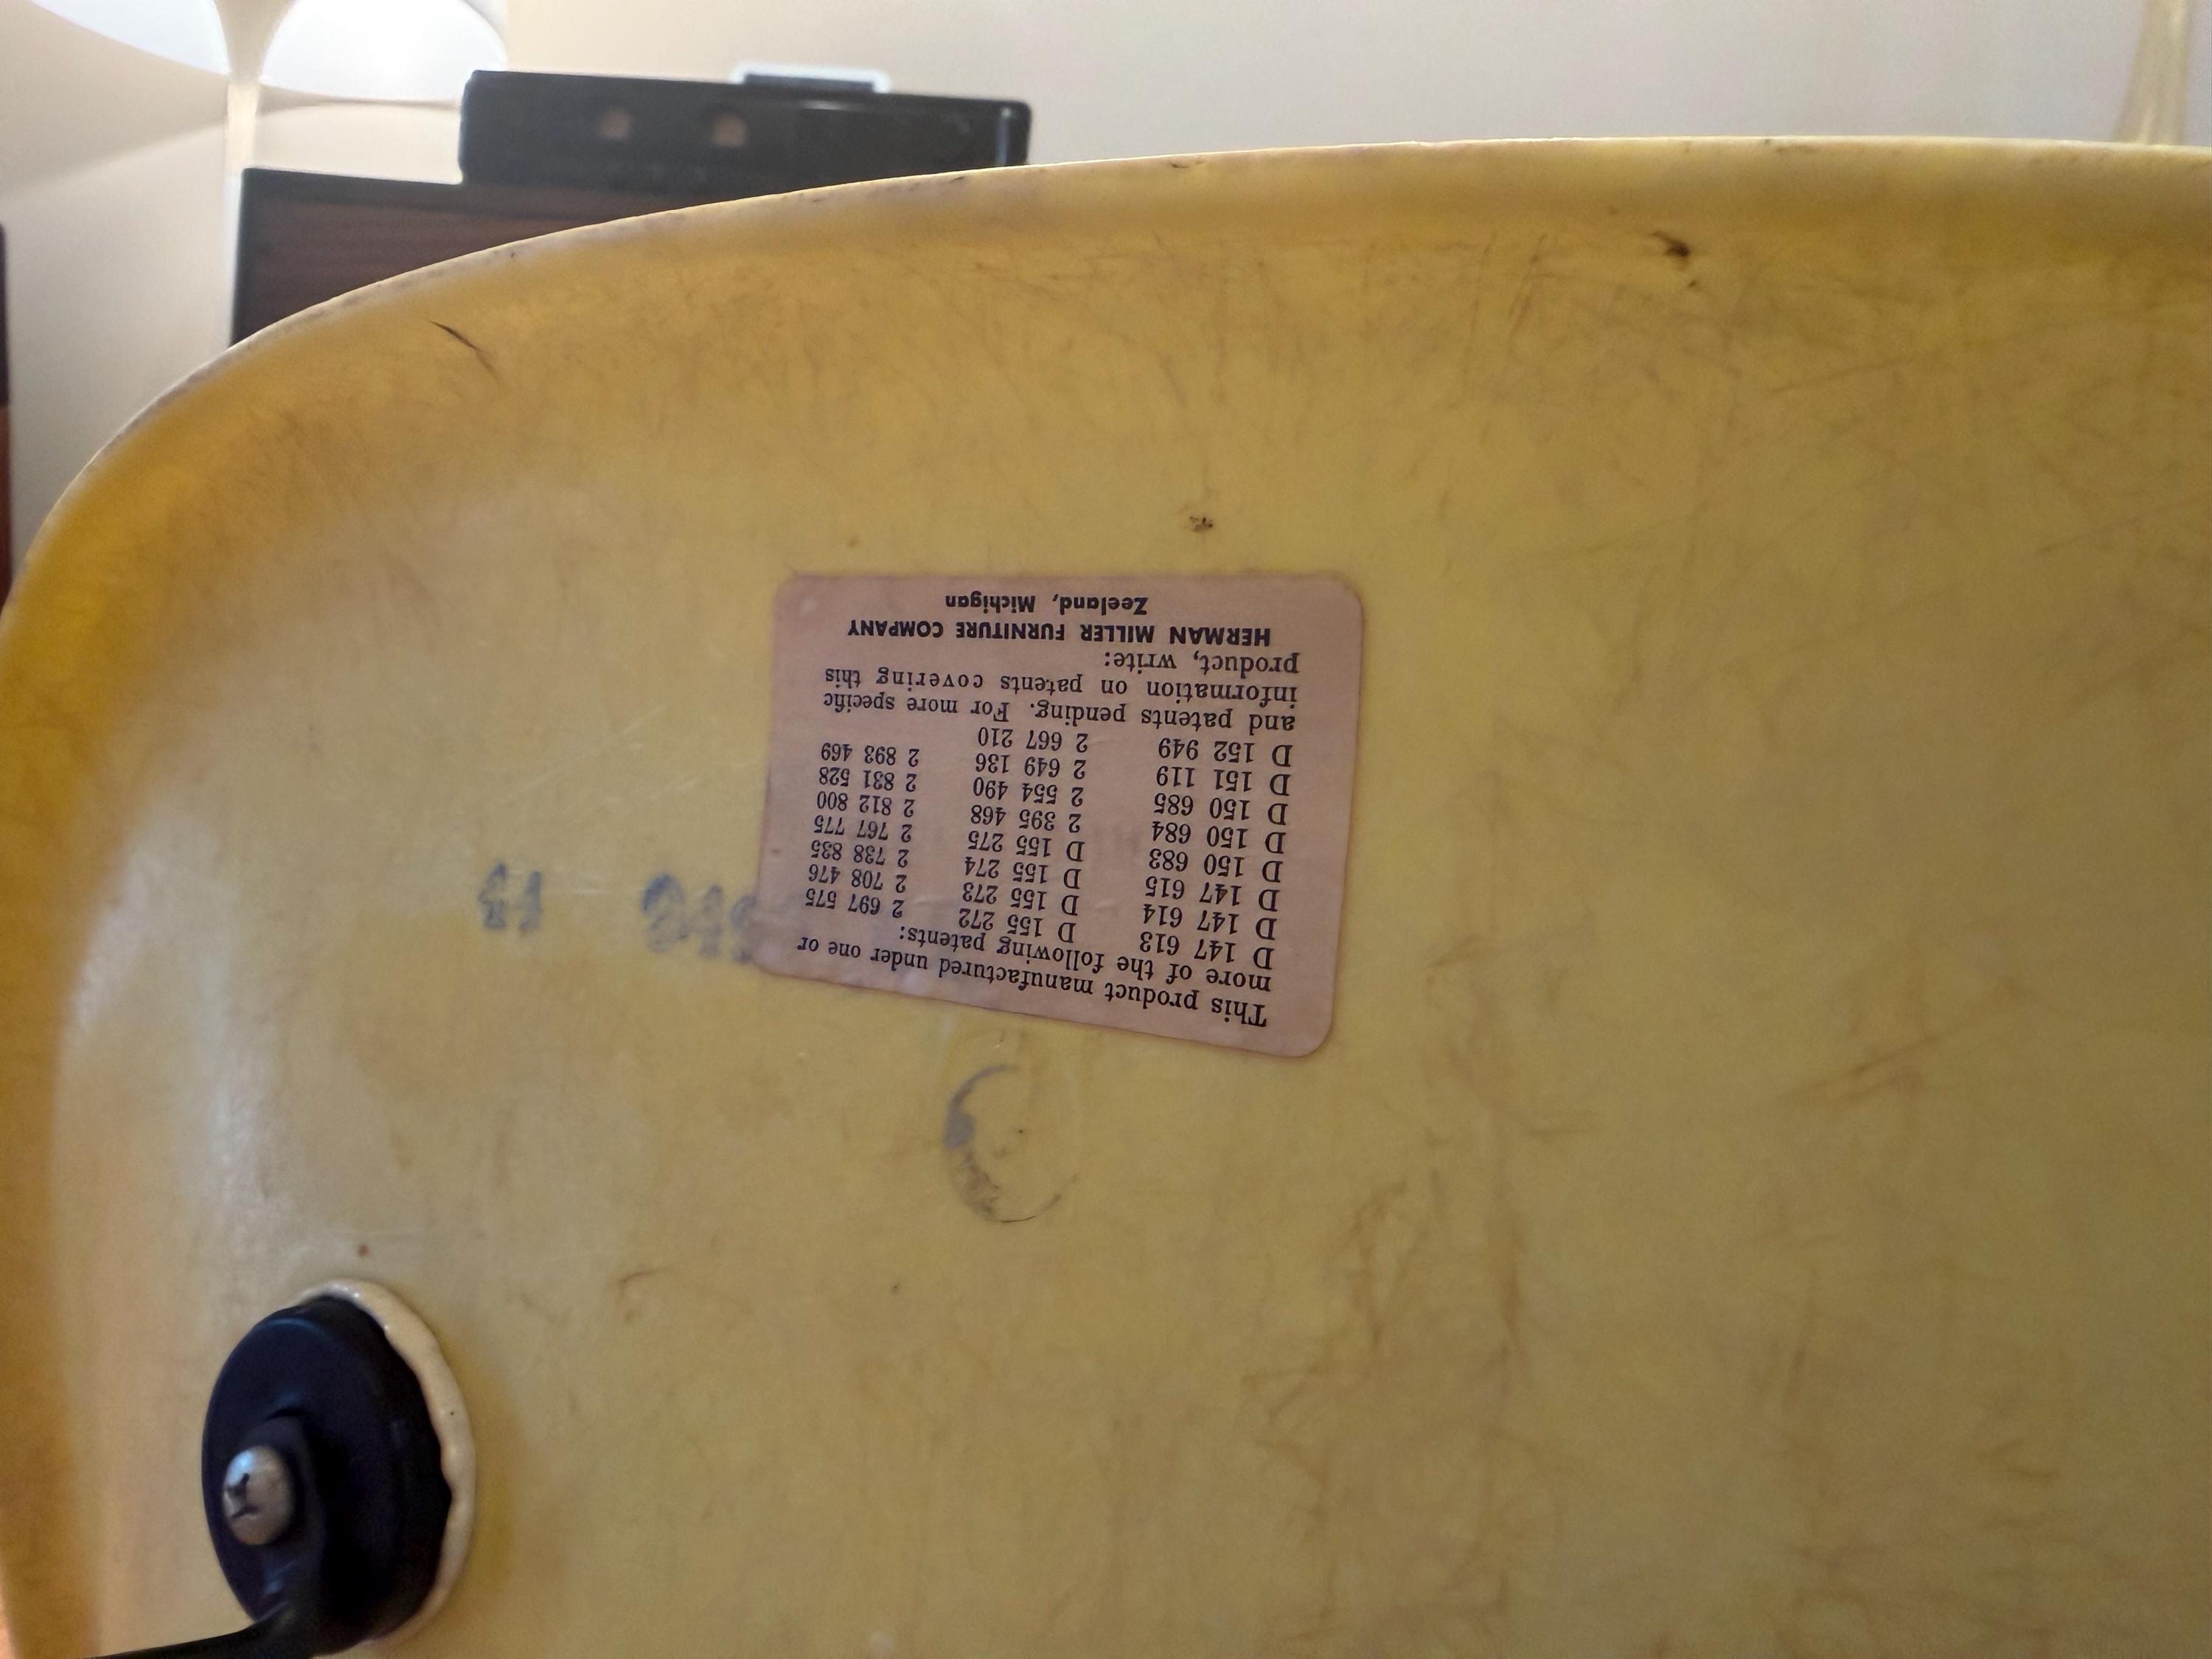 This product manufactured under one or
more of the following patents:
D 147 613 D 155 272 2 697 575
D 147 614 D 155 273 2 708 476
D 147 615 D 155 274 2 738 835
D 150 683 D 155 275 2 767 775
D 150 684 2 395 468 2 812 800
D 150 685 2 554 490 2 831 528
D 151 119 2 649 136 2 893 469
D 152 949 2 667 210
and patents pending. For more specific
information on patents covering this
product, write:
HERMAN MILLER FURNITURE COMPANY
Zeeland, Michigan